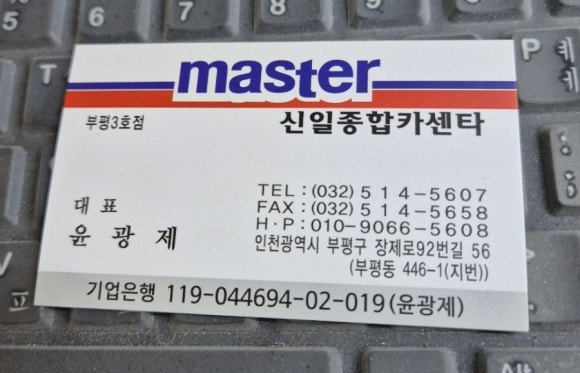 master
부평3호점
신일종합카센타
대표
윤광제
TEL : (032) 514-5607
FAX : (032) 514-5658
H·P : 010-9066-5608
인천광역시 부평구 장제로92번길 56
(부평동 446-1(지번))
기업은행 119-044694-02-019(윤광제)
T
P
ㅔ
V
ㅍ